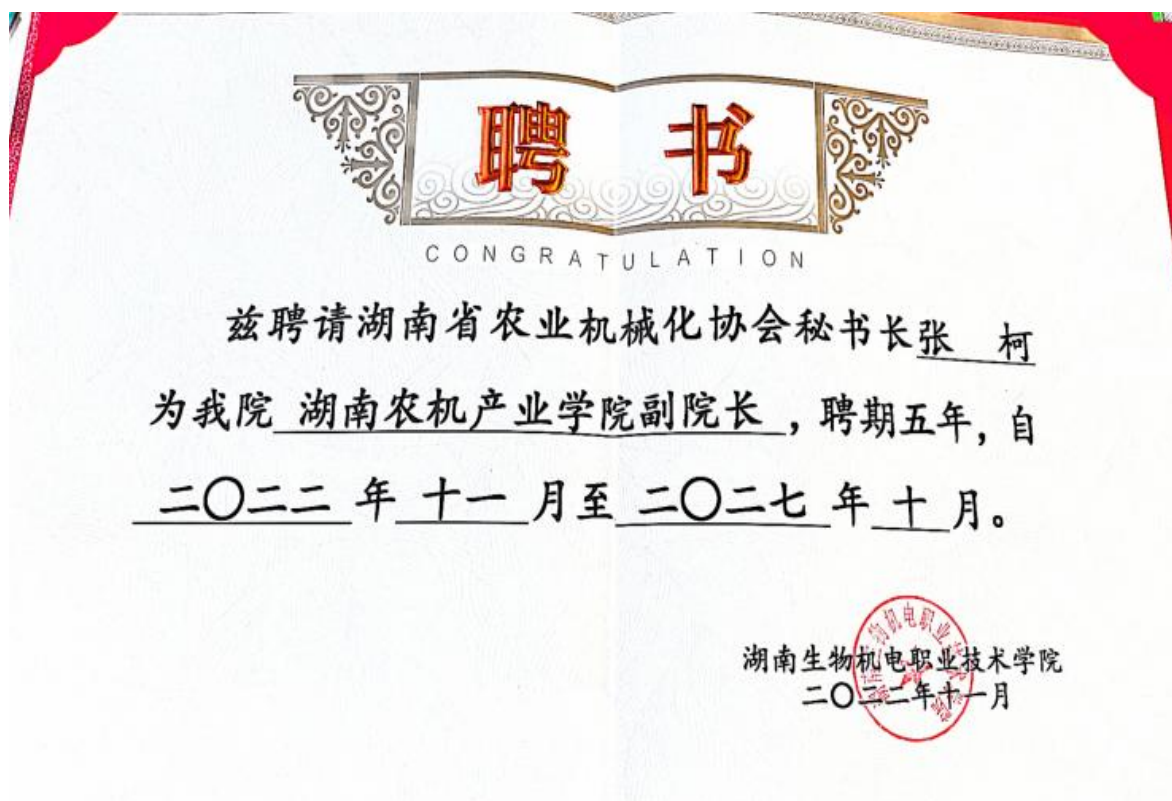 聘 书
CONGRATULATION
兹聘请湖南省农业机械化协会秘书长张 柯
为我院 湖南农机产业学院副院长 ，聘期五年，自
二〇二二 年 十一 月至 二〇二七 年 十 月。
湖南生物机电职业技术学院
二〇二二年十一月